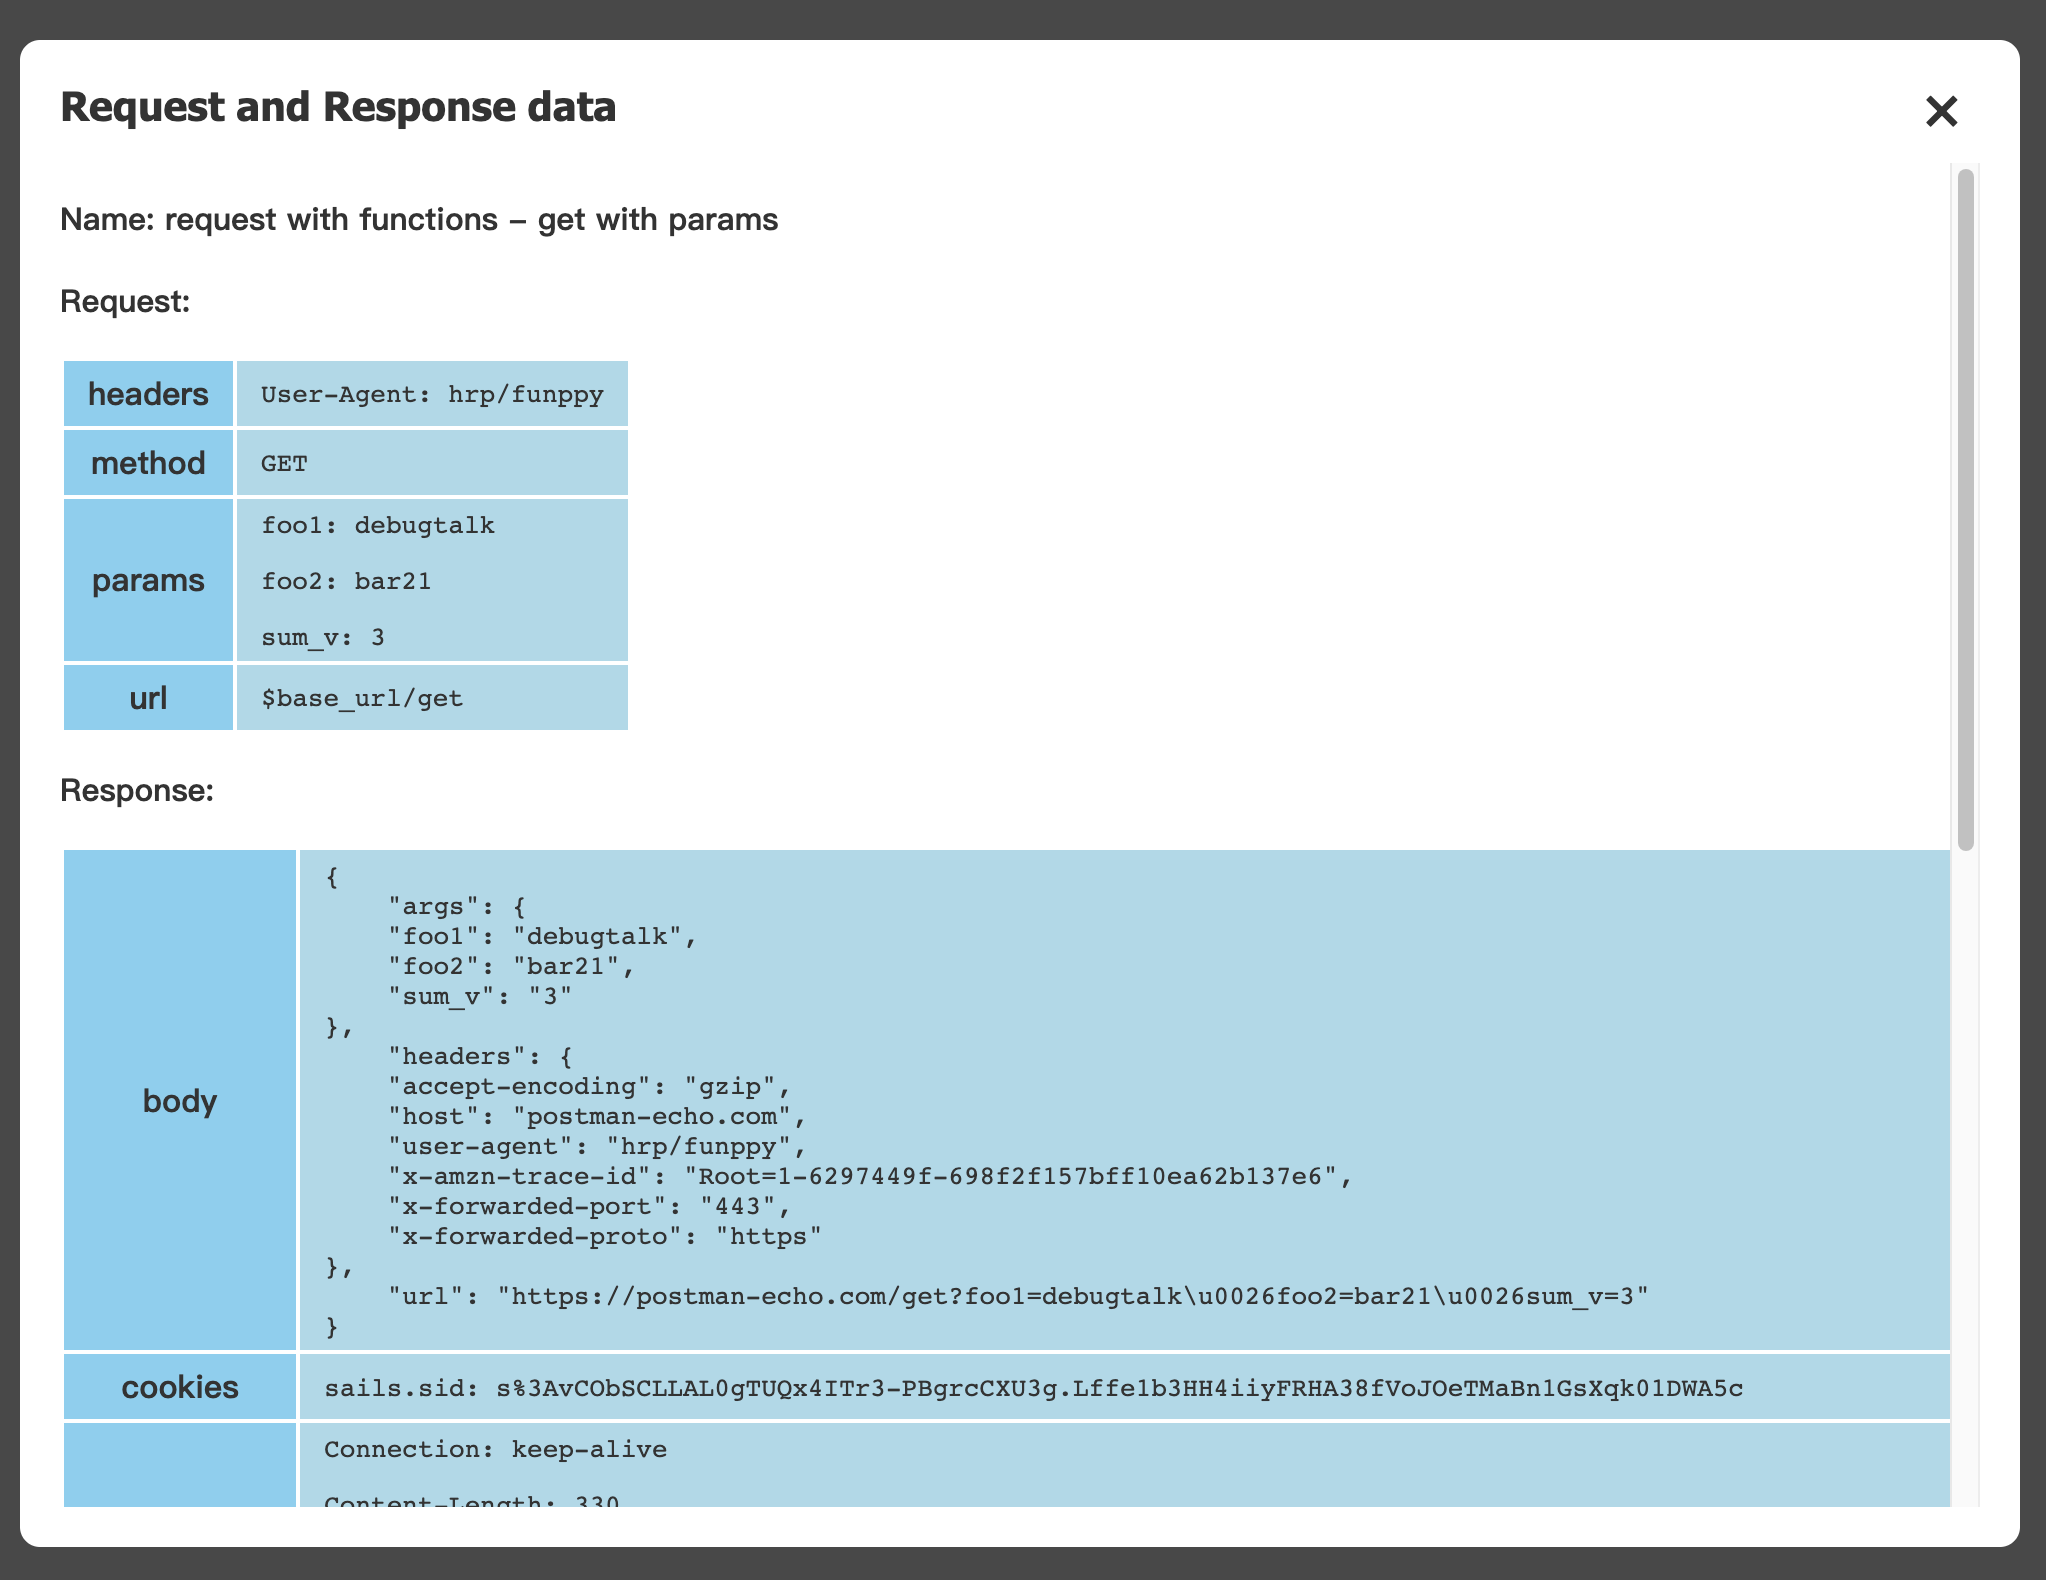 Request and Response data
Name: request with functions – get with params
Request:
headers User-Agent: hrp/funppy
method GET
params
foo1: debugtalk
foo2: bar21
sum_v: 3
url $base_url/get
Response:
body
{
"args": {
"foo1": "debugtalk",
"foo2": "bar21",
"sum_v": "3"
},
"headers": {
"accept-encoding": "gzip",
"host": "postman-echo.com",
"user-agent": "hrp/funppy",
"x-amzn-trace-id": "Root=1-6297449f-698f2f157bff10ea62b137e6",
"x-forwarded-port": "443",
"x-forwarded-proto": "https"
},
"url": "https://postman-echo.com/get?foo1=debugtalk\u0026foo2=bar21\u0026sum_v=3"
}
cookies sails.sid: s%3AvCObSCLLAL0gTUQx4ITr3-PBgrcCXU3g.Lffe1b3HH4iiyFRHA38fVoJOeTMaBn1GsXqk01DWA5c
Connection: keep-alive
Content-Length: 330